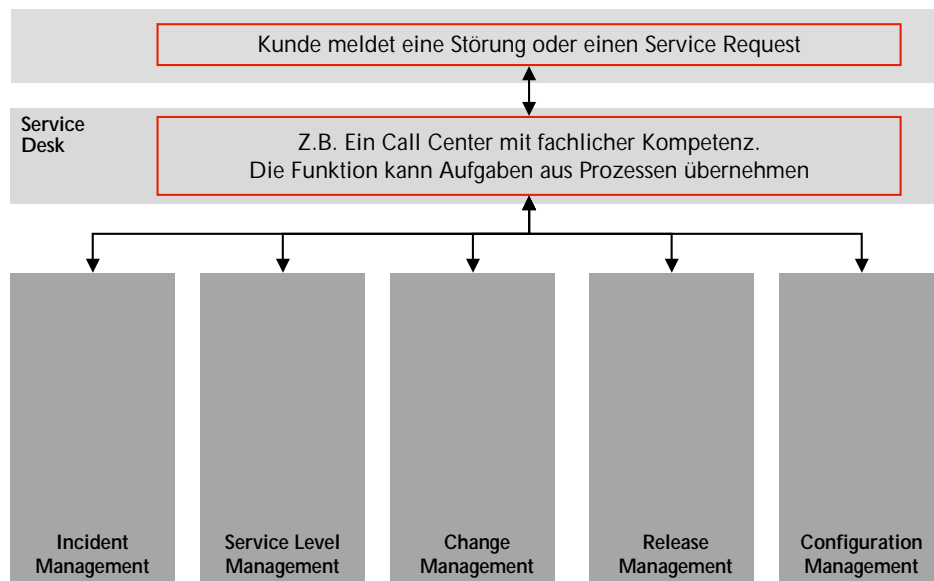 Kunde meldet eine Störung oder einen Service Request
Service
Desk
Z.B. Ein Call Center mit fachlicher Kompetenz.
Die Funktion kann Aufgaben aus Prozessen übernehmen
Incident
Management
Service Level
Management
Change
Management
Release
Management
Configuration
Management